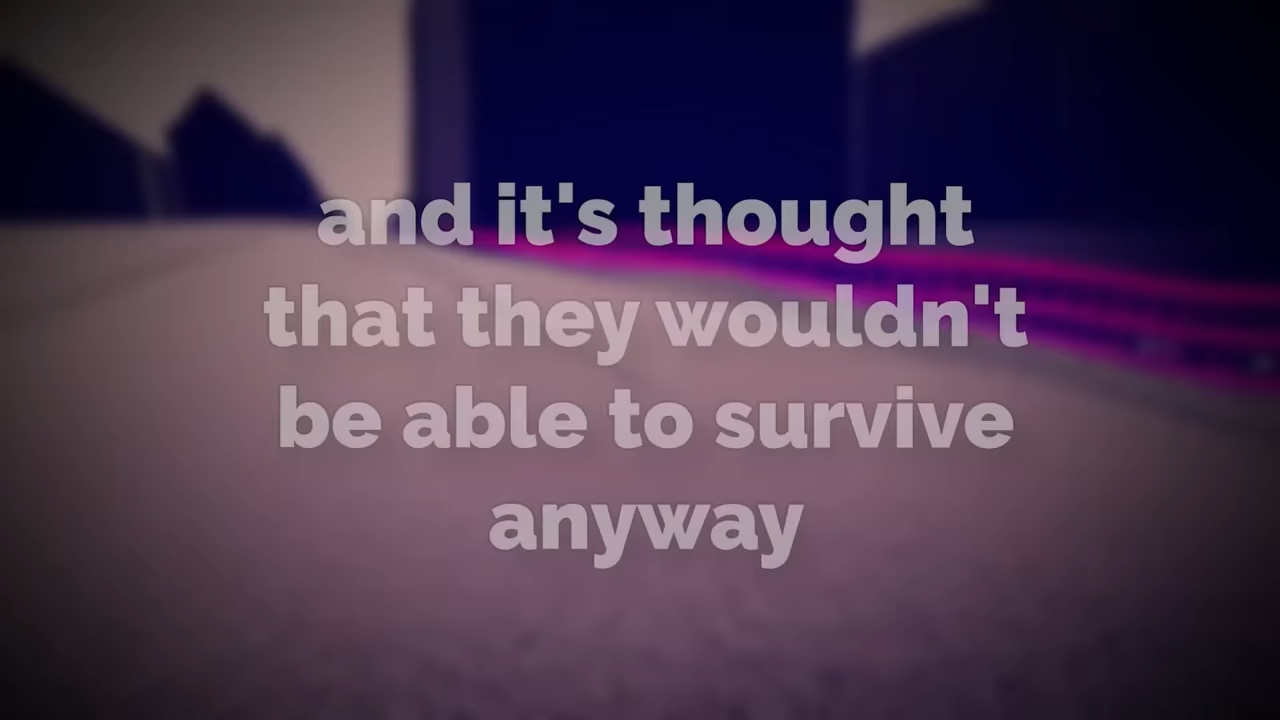 and it's thought
that they wouldn't
be able to survive
anyway